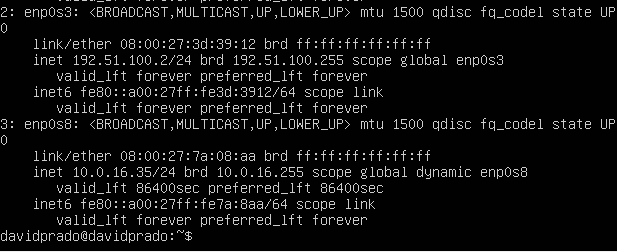 valid_lft forever preferred_lft forever
2: enp0s3: <BROADCAST,MULTICAST,UP,LOWER_UP> mtu 1500 qdisc fq_codel state UP
0
link/ether 08:00:27:3d:39:12 brd ff:ff:ff:ff:ff:ff
inet 192.51.100.2/24 brd 192.51.100.255 scope global enp0s3
valid_lft forever preferred_lft forever
inet6 fe80::a00:27ff:fe3d:3912/64 scope link
valid_lft forever preferred_lft forever
3: enp0s8: <BROADCAST,MULTICAST,UP,LOWER_UP> mtu 1500 qdisc fq_codel state UP
0
link/ether 08:00:27:7a:08:aa brd ff:ff:ff:ff:ff:ff
inet 10.0.16.35/24 brd 10.0.16.255 scope global dynamic enp0s8
valid_lft 86400sec preferred_lft 86400sec
inet6 fe80::a00:27ff:fe7a:8aa/64 scope link
valid_lft forever preferred_lft forever
davidprado@davidprado:~$